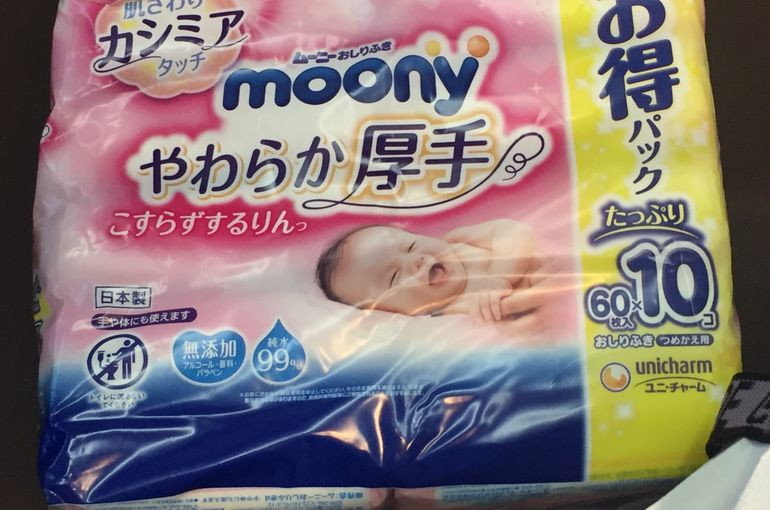 肌ざわり
カシミア
タッチ
ムーニーおしりふき
moony
やわらか厚手
こすらずするりんっ
お得パック
たっぷり
60枚入×10コ
おしりふき つめかえ用
unicharm
ユニ・チャーム
日本製
手や体にも使えます
トイレに流さないでください
無添加
アルコール・香料・
パラベン
純水
99%